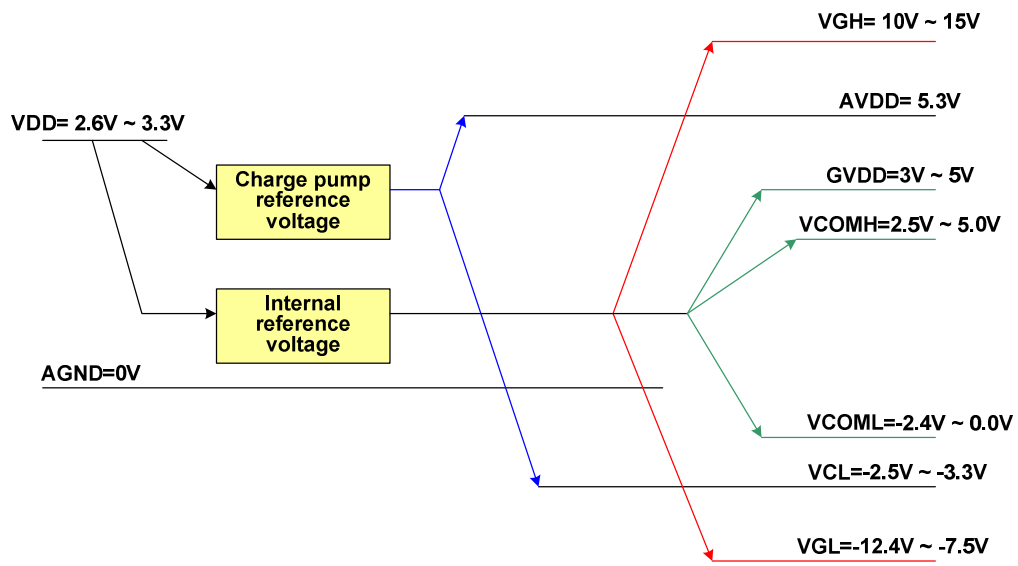 VGH= 10V ~ 15V
AVDD= 5.3V
VDD= 2.6V ~ 3.3V
Charge pump
reference
voltage
GVDD=3V ~ 5V
VCOMH=2.5V ~ 5.0V
Internal
reference
voltage
AGND=0V
VCOML=-2.4V ~ 0.0V
VCL=-2.5V ~ -3.3V
VGL=-12.4V ~ -7.5V